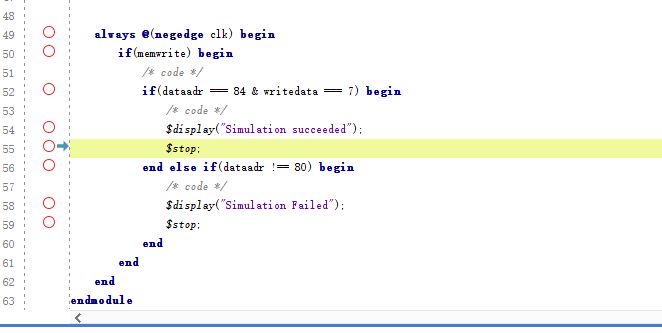 48
49 always @(negedge clk) begin
50 if(memwrite) begin
51 /* code */
52 if(dataadr === 84 & writedata === 7) begin
53 /* code */
54 $display("Simulation succeeded");
55 $stop;
56 end else if(dataadr !== 80) begin
57 /* code */
58 $display("Simulation Failed");
59 $stop;
60 end
61 end
62 end
63 endmodule